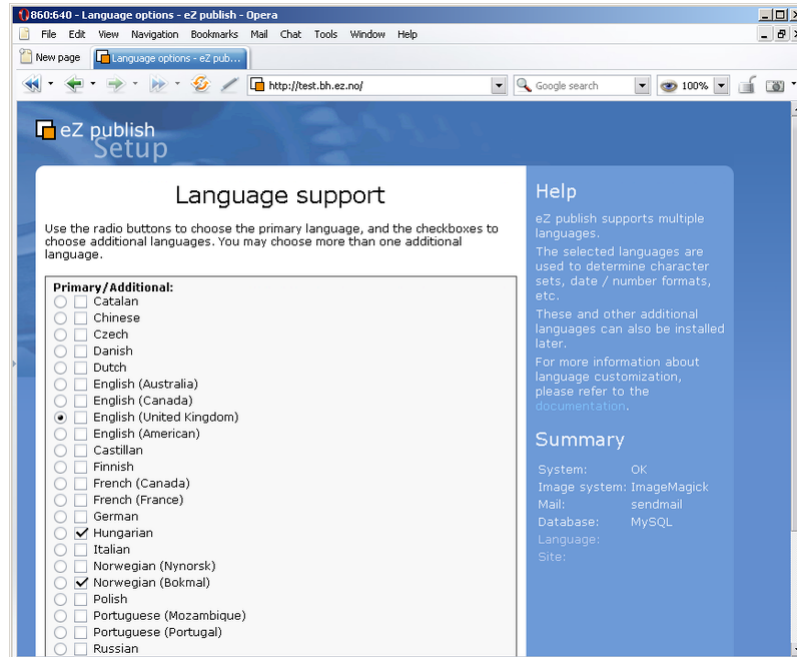 860:640 - Language options - eZ publish - Opera
File Edit View Navigation Bookmarks Mail Chat Tools Window Help
New page
Language options - eZ pub...
http://test.bh.ez.no/
Google search
100%
eZ publish
Setup
Language support
Use the radio buttons to choose the primary language, and the checkboxes to
choose additional languages. You may choose more than one additional
language.
Primary/Additional:
Catalan
Chinese
Czech
Danish
Dutch
English (Australia)
English (Canada)
English (United Kingdom)
English (American)
Castillan
Finnish
French (Canada)
French (France)
German
Hungarian
Italian
Norwegian (Nynorsk)
Norwegian (Bokmal)
Polish
Portuguese (Mozambique)
Portuguese (Portugal)
Russian
Help
eZ publish supports multiple
languages.
The selected languages are
used to determine character
sets, date / number formats,
etc.
These and other additional
languages can also be installed
later.
For more information about
language customization,
please refer to the
documentation.
Summary
System: OK
Image system: ImageMagick
Mail: sendmail
Database: MySQL
Language:
Site: